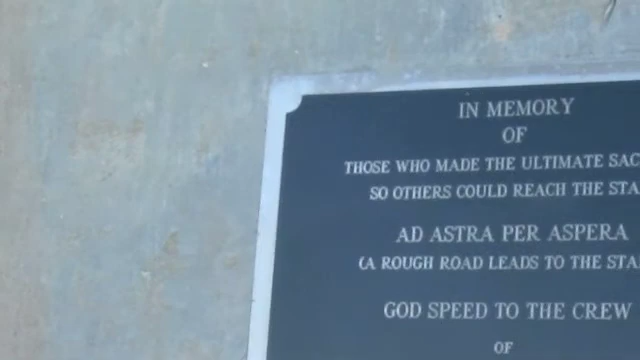 IN MEMORY
OF
THOSE WHO MADE THE ULTIMATE
SO OTHERS COULD REACH THE
AD ASTRA PER ASPERA
(A ROUGH ROAD LEADS TO THE
GOD SPEED TO THE CREW
OF